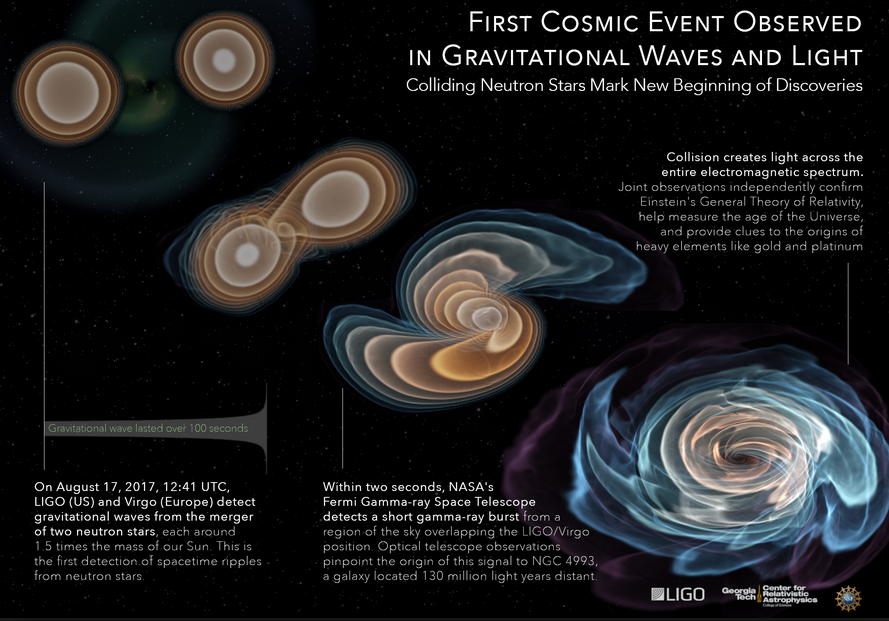 First Cosmic Event Observed
in Gravitational Waves and Light
Colliding Neutron Stars Mark New Beginning of Discoveries
Collision creates light across the
entire electromagnetic spectrum.
Joint observations independently confirm
Einstein's General Theory of Relativity,
help measure the age of the Universe,
and provide clues to the origins of
heavy elements like gold and platinum
Gravitational wave lasted over 100 seconds
On August 17, 2017, 12:41 UTC,
LIGO (US) and Virgo (Europe) detect
gravitational waves from the merger
of two neutron stars, each around
1.5 times the mass of our Sun. This is
the first detection of spacetime ripples
from neutron stars.
Within two seconds, NASA's
Fermi Gamma-ray Space Telescope
detects a short gamma-ray burst from a
region of the sky overlapping the LIGO/Virgo
position. Optical telescope observations
pinpoint the origin of this signal to NGC 4993,
a galaxy located 130 million light years distant.
LIGO
Georgia
Tech
Center for
Relativistic
Astrophysics
College of Sciences
NSF